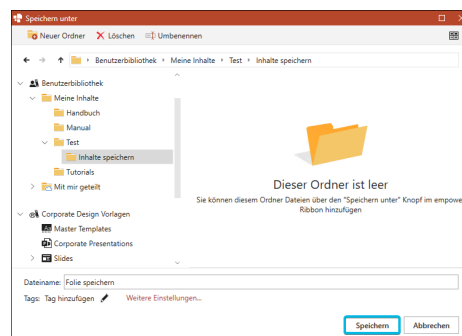 Speichern unter
Neuer Ordner Löschen Umbenennen
Benutzerbibliothek Meine Inhalte Test Inhalte speichern
Benutzerbibliothek
Meine Inhalte
Handbuch
Manual
Test
Inhalte speichern
Tutorials
Mit mir geteilt
Corporate Design Vorlagen
Master Templates
Corporate Presentations
Slides
Dieser Ordner ist leer
Sie können diesem Ordner Dateien über den "Speichern unter" Knopf im empowe
Ribbon hinzufügen
Dateiname: Folie speichern
Tags: Tag hinzufügen Weitere Einstellungen...
Speichern Abbrechen